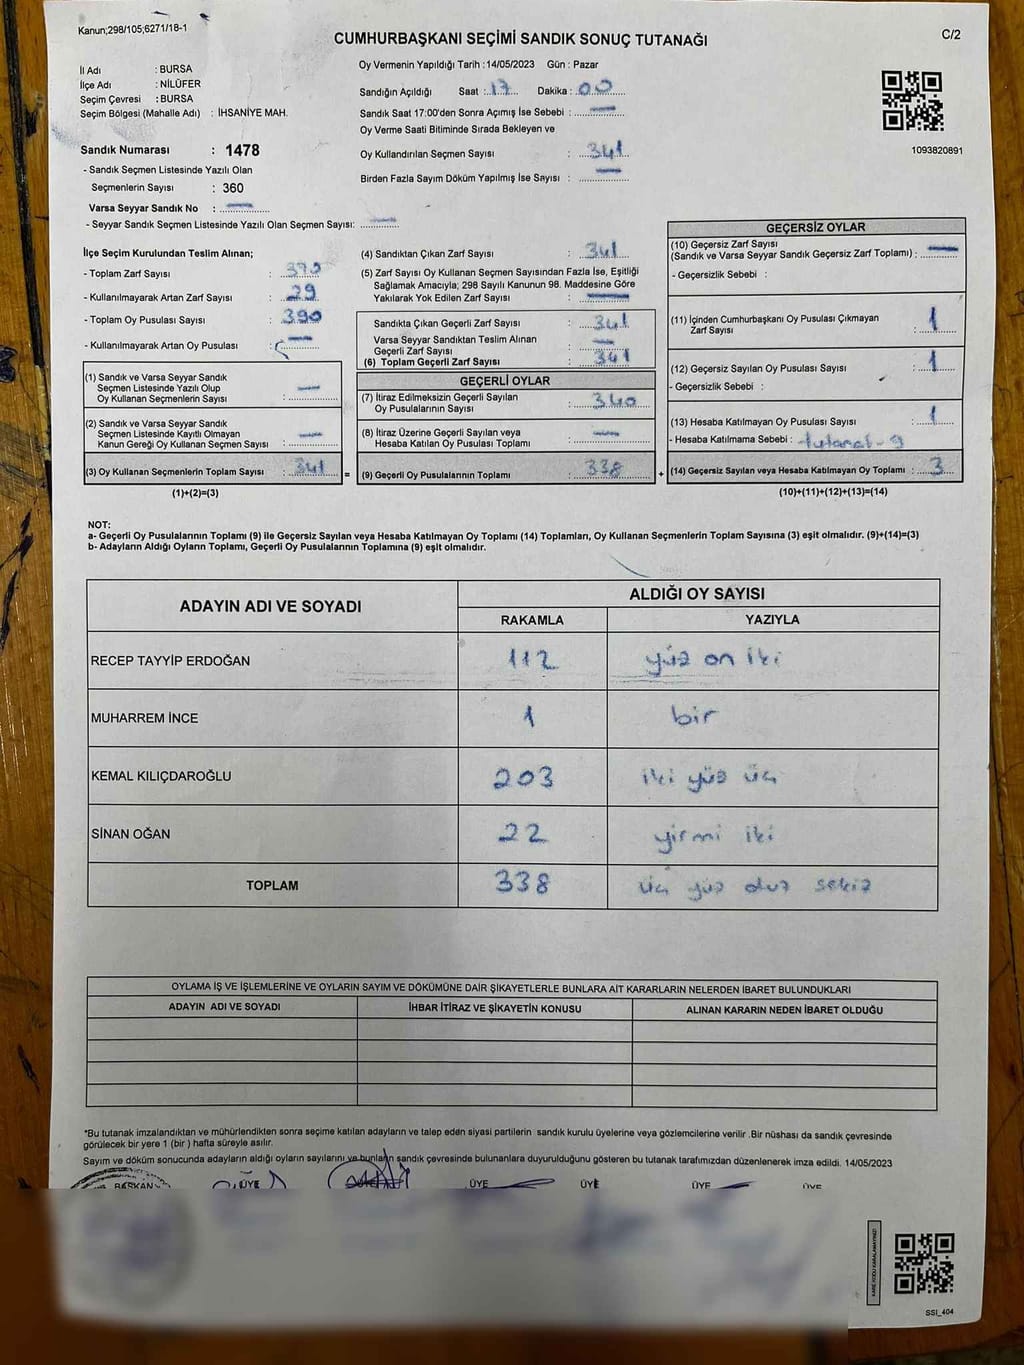 Kanun;298/105;6271/18-1
CUMHURBAŞKANI SEÇİMİ SANDIK SONUÇ TUTANAĞI
C/2
İl Adı : BURSA
İlçe Adı : NİLÜFER
Seçim Çevresi : BURSA
Seçim Bölgesi (Mahalle Adı) : İHSANİYE MAH.
Sandık Numarası : 1478
- Sandık Seçmen Listesinde Yazılı Olan
Seçmenlerin Sayısı : 360
Varsa Seyyar Sandık No : —
- Seyyar Sandık Seçmen Listesinde Yazılı Olan Seçmen Sayısı: —
Oy Vermenin Yapıldığı Tarih :14/05/2023 Gün : Pazar
Sandığın Açıldığı Saat : 17 Dakika : 00
Sandık Saat 17:00'den Sonra Açımış İse Sebebi : —
Oy Verme Saati Bitiminde Sırada Bekleyen ve
Oy Kullandırılan Seçmen Sayısı : 341
Birden Fazla Sayım Döküm Yapılmış İse Sayısı : —
1093820891
İlçe Seçim Kurulundan Teslim Alınan;
- Toplam Zarf Sayısı :
- Kullanılmayarak Artan Zarf Sayısı : 29
- Toplam Oy Pusulası Sayısı : 390
- Kullanılmayarak Artan Oy Pusulası : —
(1) Sandık ve Varsa Seyyar Sandık
Seçmen Listesinde Yazılı Olup
Oy Kullanan Seçmenlerin Sayısı : —
(2) Sandık ve Varsa Seyyar Sandık
Seçmen Listesinde Kayıtlı Olmayan
Kanun Gereği Oy Kullanan Seçmen Sayısı : —
(3) Oy Kullanan Seçmenlerin Toplam Sayısı : 341 =
(1)+(2)=(3)
(4) Sandıktan Çıkan Zarf Sayısı : 341
(5) Zarf Sayısı Oy Kullanan Seçmen Sayısından Fazla İse, Eşitliği
Sağlamak Amacıyla; 298 Sayılı Kanunun 98. Maddesine Göre
Yakılarak Yok Edilen Zarf Sayısı : —
Sandıkta Çıkan Geçerli Zarf Sayısı : 341
Varsa Seyyar Sandıktan Teslim Alınan
Geçerli Zarf Sayısı : —
(6) Toplam Geçerli Zarf Sayısı : 341
GEÇERLİ OYLAR
(7) İtiraz Edilmeksizin Geçerli Sayılan
Oy Pusulalarının Sayısı : 340
(8) İtiraz Üzerine Geçerli Sayılan veya
Hesaba Katılan Oy Pusulası Toplamı : —
(9) Geçerli Oy Pusulalarının Toplamı : 338 +
GEÇERSİZ OYLAR
(10) Geçersiz Zarf Sayısı
(Sandık ve Varsa Seyyar Sandık Geçersiz Zarf Toplamı) : —
- Geçersizlik Sebebi :
(11) İçinden Cumhurbaşkanı Oy Pusulası Çıkmayan
Zarf Sayısı : 1
(12) Geçersiz Sayılan Oy Pusulası Sayısı : 1
- Geçersizlik Sebebi :
(13) Hesaba Katılmayan Oy Pusulası Sayısı : 1
- Hesaba Katılmama Sebebi : tutanak-9
(14) Geçersiz Sayılan veya Hesaba Katılmayan Oy Toplamı : 3
(10)+(11)+(12)+(13)=(14)
NOT:
a- Geçerli Oy Pusulalarının Toplamı (9) ile Geçersiz Sayılan veya Hesaba Katılmayan Oy Toplamı (14) Toplamları, Oy Kullanan Seçmenlerin Toplam Sayısına (3) eşit olmalıdır. (9)+(14)=(3)
b- Adayların Aldığı Oyların Toplamı, Geçerli Oy Pusulalarının Toplamına (9) eşit olmalıdır.
ADAYIN ADI VE SOYADI ALDIĞI OY SAYISI
RAKAMLA YAZIYLA
RECEP TAYYİP ERDOĞAN 112 yüz on iki
MUHARREM İNCE 1 bir
KEMAL KILIÇDAROĞLU 203 iki yüz üç
SİNAN OĞAN 22 yirmi iki
TOPLAM 338 üç yüz otuz sekiz
OYLAMA İŞ VE İŞLEMLERİNE VE OYLARIN SAYIM VE DÖKÜMÜNE DAİR ŞİKAYETLERLE BUNLARA AİT KARARLARIN NELERDEN İBARET BULUNDUKLARI
ADAYIN ADI VE SOYADI İHBAR İTİRAZ VE ŞİKAYETİN KONUSU ALINAN KARARIN NEDEN İBARET OLDUĞU
*Bu tutanak imzalandıktan ve mühürlendikten sonra seçime katılan adayların ve talep eden siyasi partilerin sandık kurulu üyelerine veya gözlemcilerine verilir .Bir nüshası da sandık çevresinde
görülecek bir yere 1 (bir ) hafta süreyle asılır.
Sayım ve döküm sonucunda adayların aldığı oyların sayılarını ve bunların sandık çevresinde bulunanlara duyurulduğunu gösteren bu tutanak tarafımızdan düzenlenerek imza edildi. 14/05/2023
BAŞKAN ÜYE ÜYE ÜYE ÜYE ÜYE
KARE KODU KARALAMAYINIZ!
SSI_404